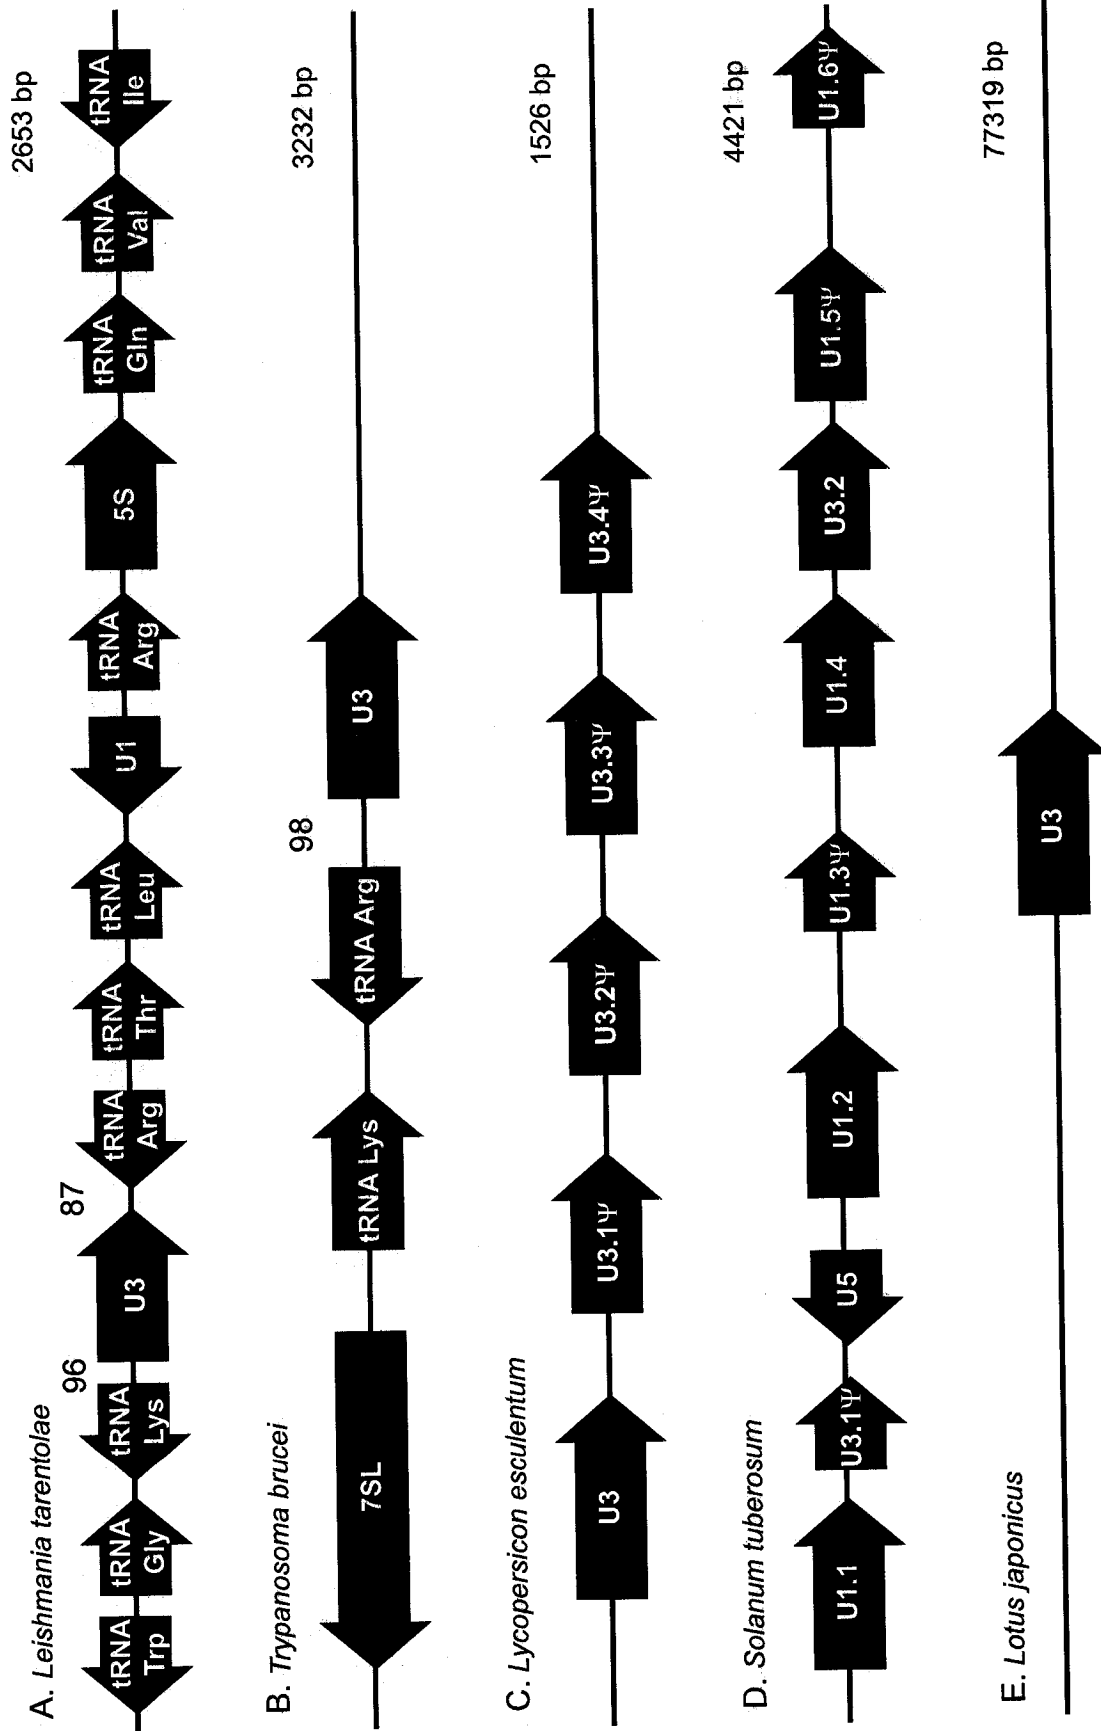 A. Leishmania tarentolae
2653 bp
96
87
tRNA
Trp
tRNA
Gly
tRNA
Lys
U3
tRNA
Arg
tRNA
Thr
tRNA
Leu
U1
tRNA
Arg
5S
tRNA
Gln
tRNA
Val
tRNA
Ile
B. Trypanosoma brucei
98
3232 bp
7SL
tRNA Lys
tRNA Arg
U3
C. Lycopersicon esculentum
1526 bp
U3
U3.1Ψ
U3.2Ψ
U3.3Ψ
U3.4Ψ
D. Solanum tuberosum
4421 bp
U1.1
U3.1Ψ
U5
U1.2
U1.3Ψ
U1.4
U3.2
U1.5Ψ
U1.6Ψ
E. Lotus japonicus
77319 bp
U3